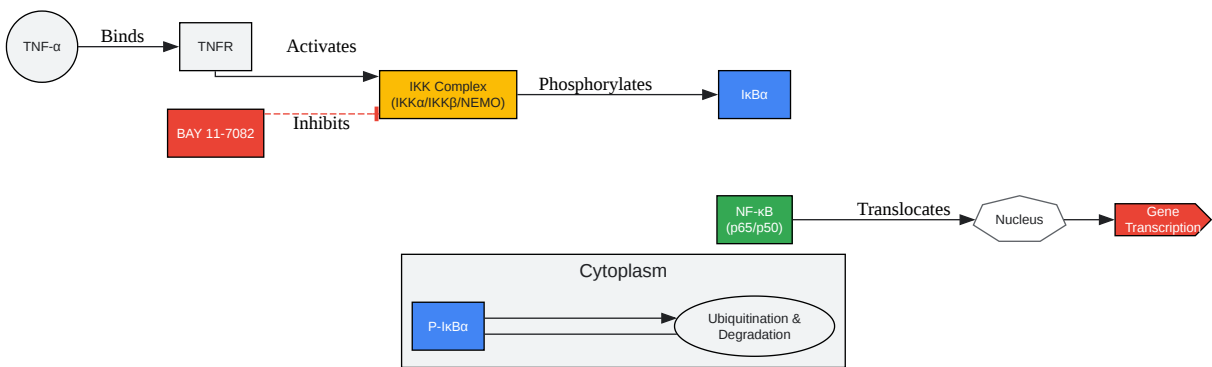 TNF-α
Binds
TNFR
Activates
IKK Complex
(IKKα/IKKβ/NEMO)
Phosphorylates
IκBα
BAY 11-7082
Inhibits
NF-κB
(p65/p50)
Translocates
Nucleus
Gene
Transcription
Cytoplasm
P-IκBα
Ubiquitination &
Degradation